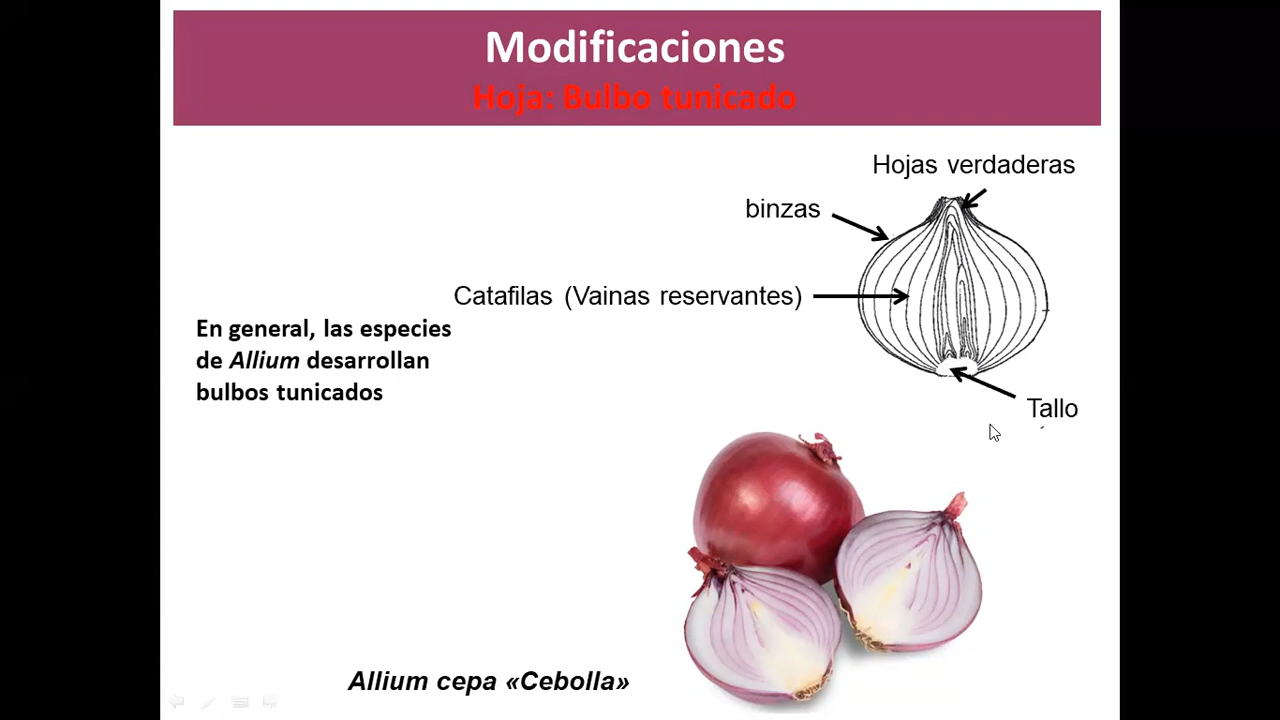 Modificaciones
Hoja: Bulbo tunicado
Hojas verdaderas
binzas
Catafilas (Vainas reservantes)
En general, las especies
de Allium desarrollan
bulbos tunicados
Tallo
Allium cepa «Cebolla»